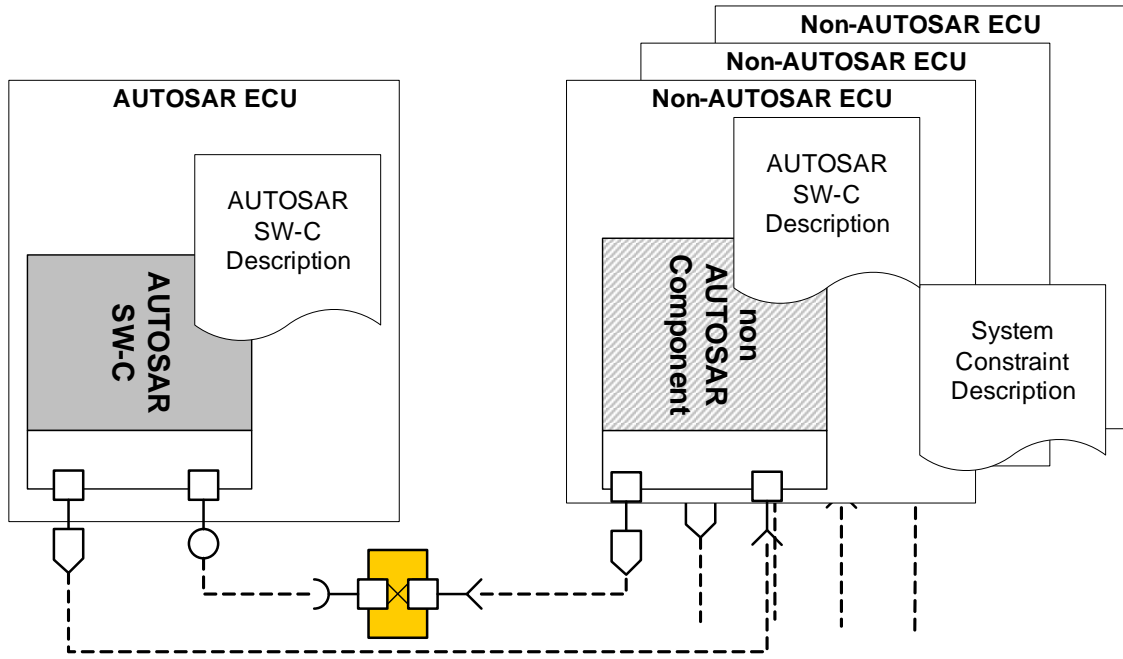 Non-AUTOSAR ECU
Non-AUTOSAR ECU
AUTOSAR ECU
Non-AUTOSAR ECU
AUTOSAR
SW-C
Description
AUTOSAR
SW-C
AUTOSAR
SW-C
Description
non
AUTOSAR
Component
System
Constraint
Description